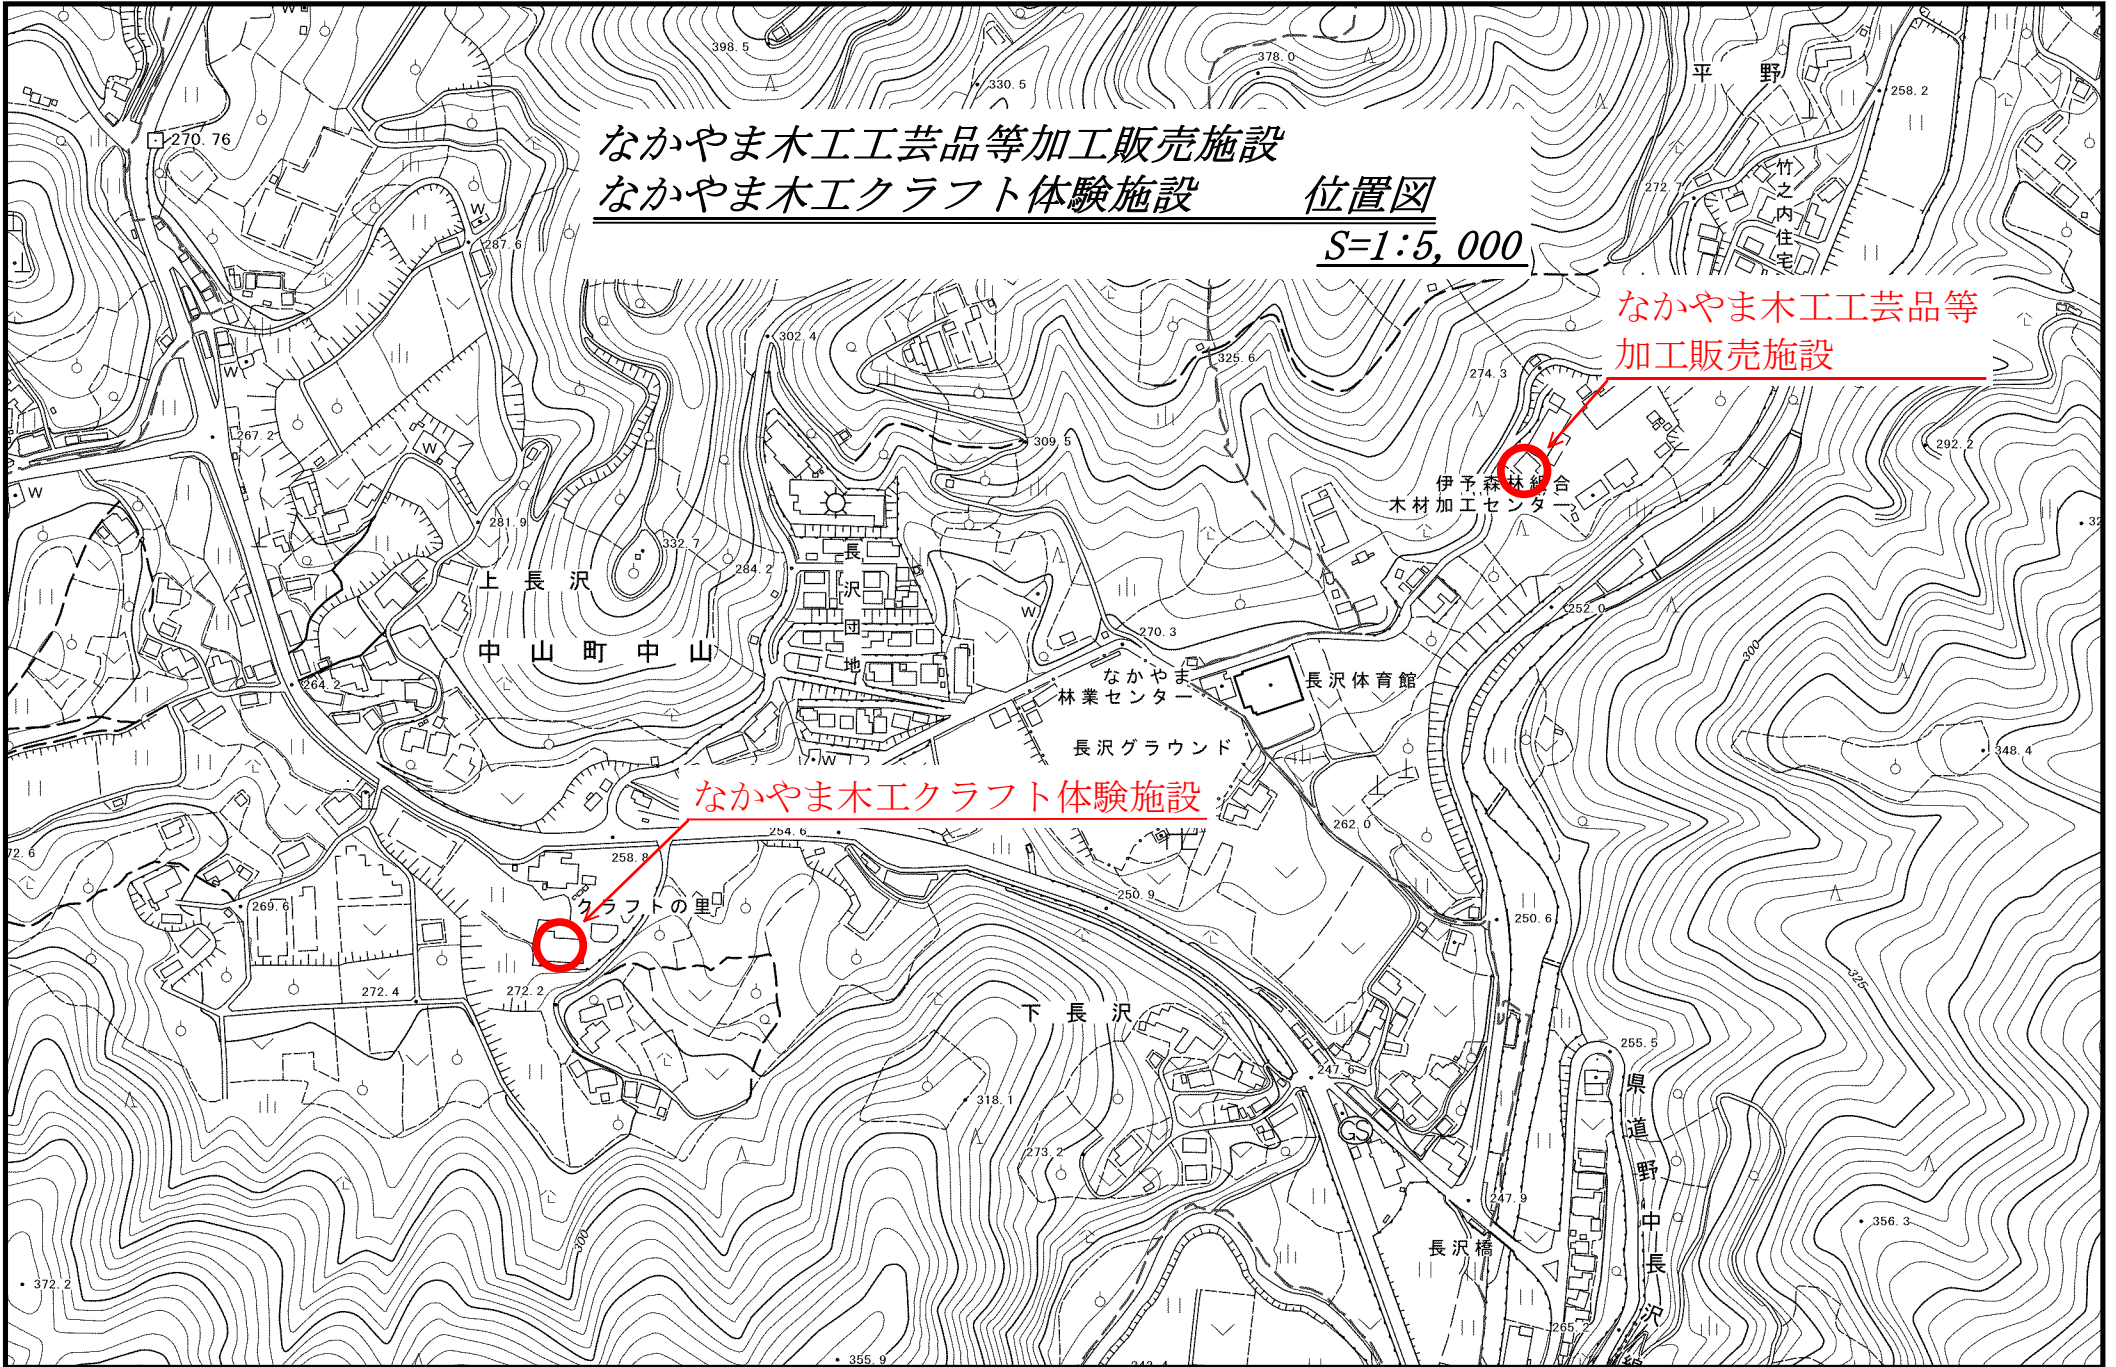 なかやま木工工芸品等加工販売施設
なかやま木工クラフト体験施設 位置図
S=1:5,000
なかやま木工工芸品等
加工販売施設
なかやま木工クラフト体験施設
398.5
378.0
330.5
平野
258.2
270.76
竹之内住宅
272.7
W
287.6
W
302.4
325.6
274.3
W
267.2
309.5
292.2
W
W
伊予森林組合
木材加工センター
281.9
332.7
284.2
長沢団地
上長沢
252.0
W
270.3
中山町中山
300
264.2
なかやま
林業センター
長沢体育館
長沢グラウンド
348.4
W
254.6
262.0
258.8
72.6
250.9
クラフトの里
269.6
250.6
272.4
272.2
325
下長沢
255.5
247.6
318.1
県道野中長沢線
GS
273.2
247.9
356.3
300
長沢橋
372.2
265.2
355.9